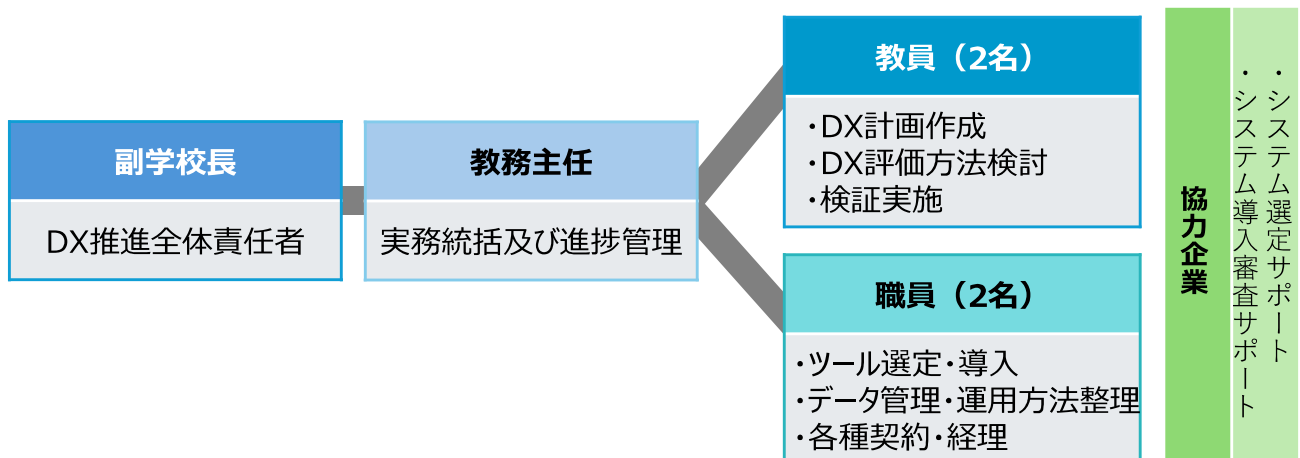 副学校長
DX推進全体責任者
教務主任
実務統括及び進捗管理
教員（2名）
・DX計画作成
・DX評価方法検討
・検証実施
職員（2名）
・ツール選定・導入
・データ管理・運用方法整理
・各種契約・経理
協力企業
・システム選定サポート
・システム導入審査サポート